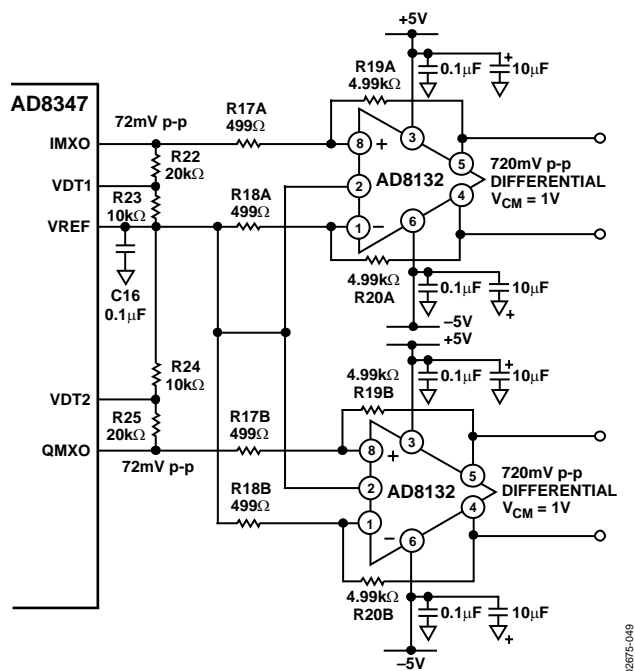 +5V
R19A
4.99kΩ
0.1μF
+
10μF
AD8347
R17A
499Ω
72mV p-p
IMXO
8
+
3
5
R22
20kΩ
VDT1
2
AD8132
720mV p-p
DIFFERENTIAL
VCM = 1V
4
R23
10kΩ
R18A
499Ω
VREF
1
–
6
4.99kΩ
R20A
0.1μF
10μF
+
C16
0.1μF
–5V
+5V
R24
10kΩ
4.99kΩ
R19B
0.1μF
+
10μF
VDT2
R25
20kΩ
R17B
499Ω
QMXO
72mV p-p
8
+
3
5
2
AD8132
720mV p-p
DIFFERENTIAL
VCM = 1V
4
R18B
499Ω
1
–
6
4.99kΩ
R20B
0.1μF
10μF
+
–5V
02675-049